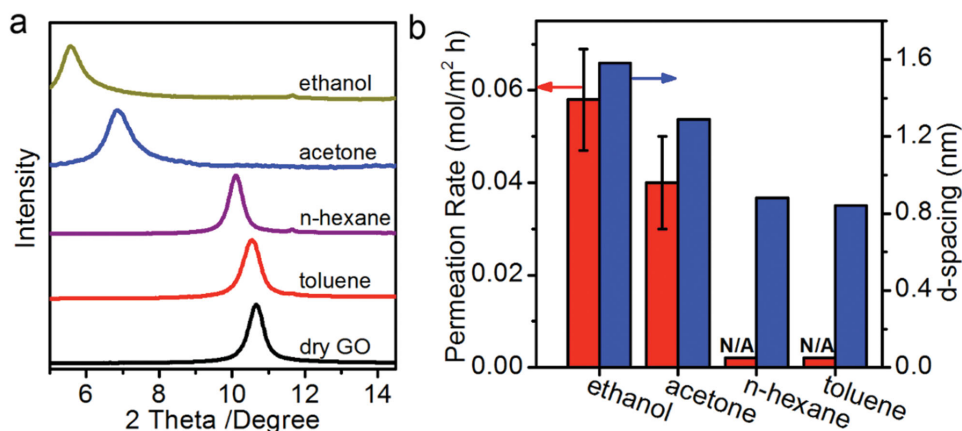 a
ethanol
acetone
n-hexane
toluene
dry GO
Intensity
6 8 10 12 14
2 Theta /Degree
b
Permeation Rate (mol/m² h)
0.06
0.04
0.02
0.00
N/A N/A
1.6
1.2
0.8
0.4
0.0
d-spacing (nm)
ethanol
acetone
n-hexane
toluene